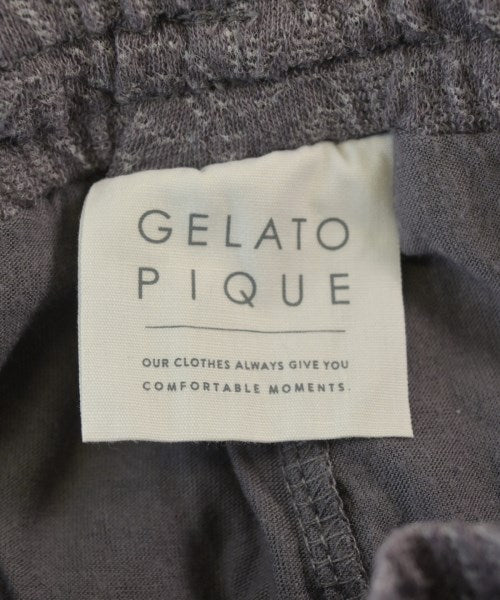 GELATO
PIQUE
OUR CLOTHES ALWAYS GIVE YOU
COMFORTABLE MOMENTS.